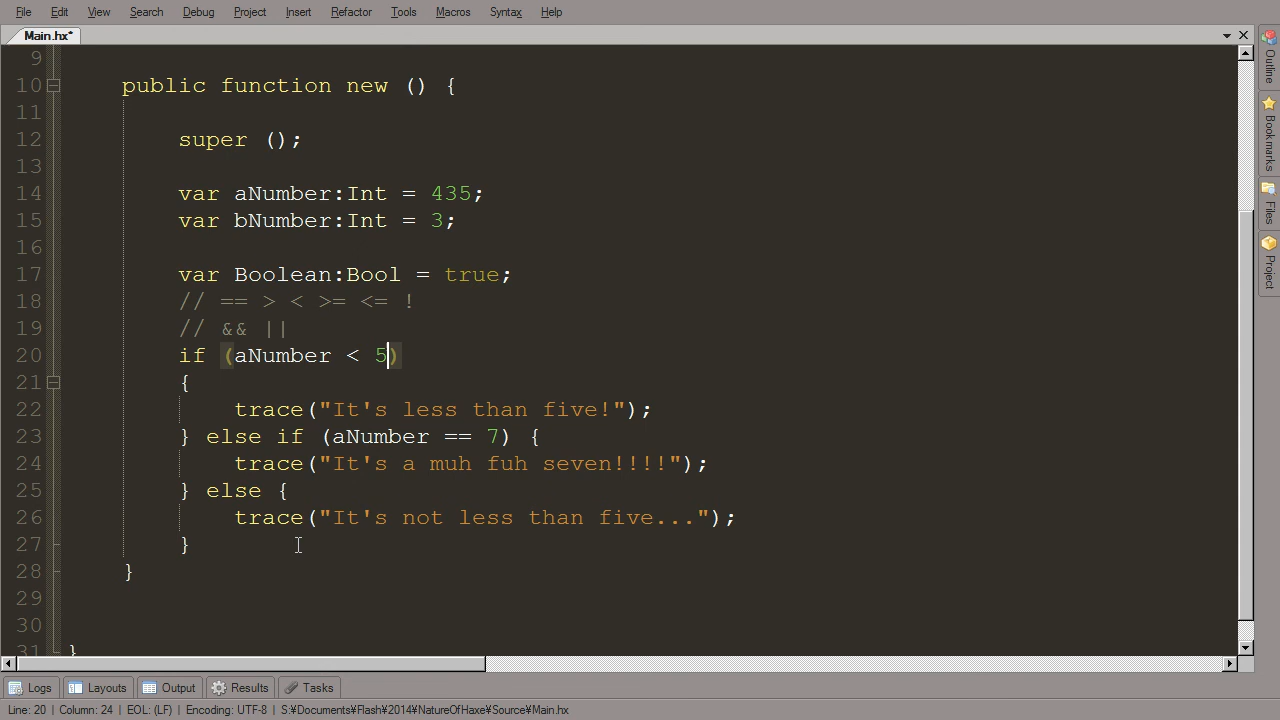 File Edit View Search Debug Project Insert Refactor Tools Macros Syntax Help
Main.hx*
9
10 public function new () {
11
12 super ();
13
14 var aNumber:Int = 435;
15 var bNumber:Int = 3;
16
17 var Boolean:Bool = true;
18 // == > < >= <= !
19 // && ||
20 if (aNumber < 5)
21 {
22 trace("It's less than five!");
23 } else if (aNumber == 7) {
24 trace("It's a muh fuh seven!!!!");
25 } else {
26 trace("It's not less than five...");
27 }
28 }
29
30
31 }
Outline
Bookmarks
Files
Project
Logs Layouts Output Results Tasks
Line: 20 | Column: 24 | EOL: (LF) | Encoding: UTF-8 | S:¥Documents¥Flash¥2014¥NatureOfHaxe¥Source¥Main.hx